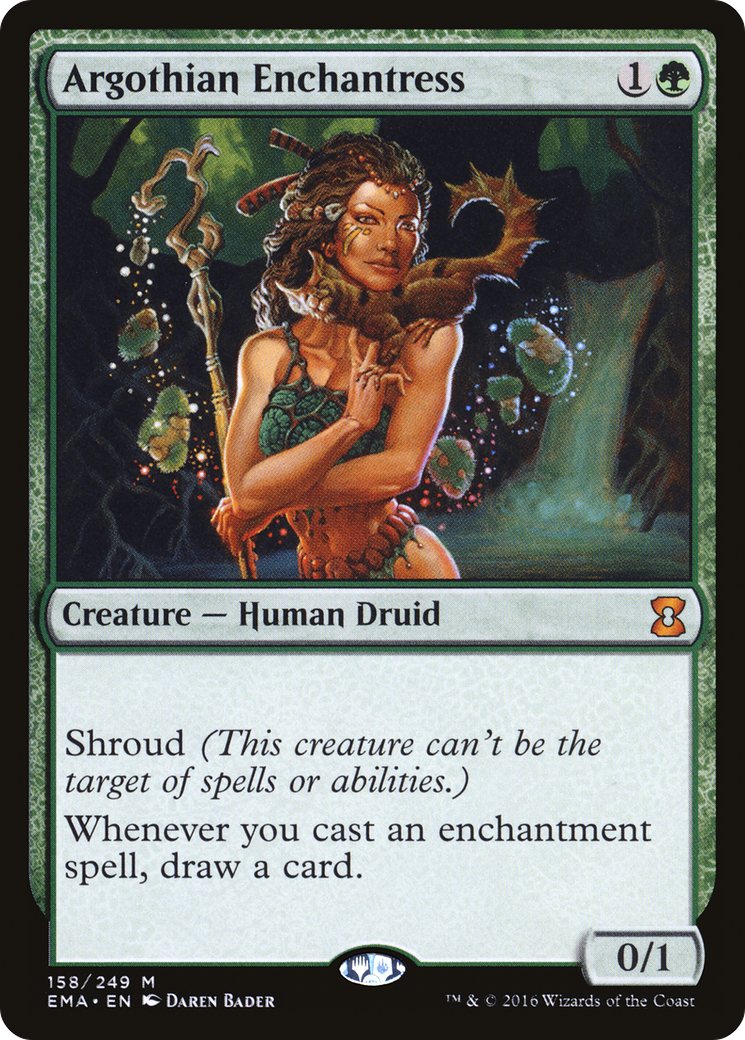 Argothian Enchantress 1
Creature — Human Druid
Shroud (This creature can't be the
target of spells or abilities.)
Whenever you cast an enchantment
spell, draw a card.
0/1
158/249 M
EMA • EN Daren Bader
™ & © 2016 Wizards of the Coast